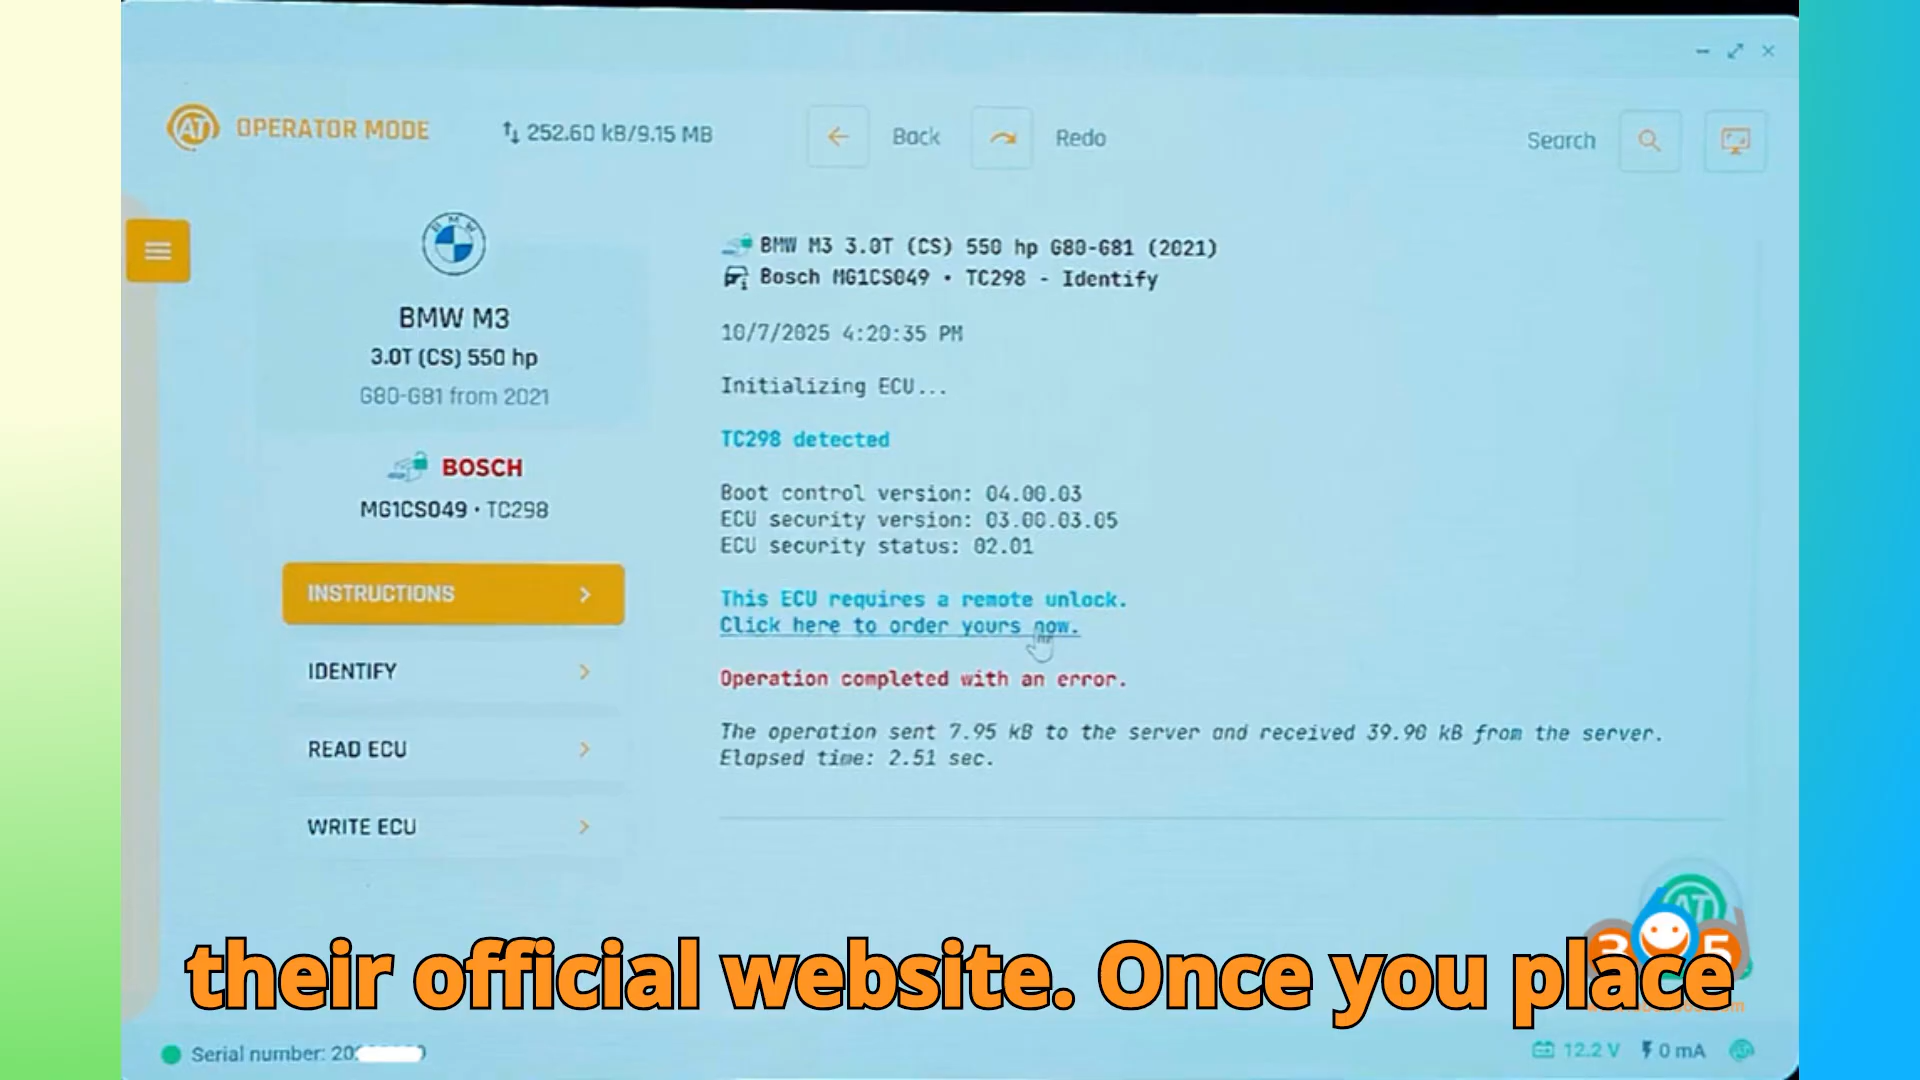 AT OPERATOR MODE
252.60 kB/9.15 MB
Back
Redo
Search
BMW
BMW M3
3.0T (CS) 550 hp
G80-G81 from 2021
BOSCH
MG1CS049 • TC298
INSTRUCTIONS
IDENTIFY
READ ECU
WRITE ECU
BMW M3 3.0T (CS) 550 hp G80-G81 (2021)
Bosch MG1CS049 • TC298 - Identify
10/7/2025 4:20:35 PM
Initializing ECU...
TC298 detected
Boot control version: 04.00.03
ECU security version: 03.00.03.05
ECU security status: 02.01
This ECU requires a remote unlock.
Click here to order yours now.
Operation completed with an error.
The operation sent 7.95 kB to the server and received 39.90 kB from the server.
Elapsed time: 2.51 sec.
AT
365
their official website. Once you place
Serial number: 20
12.2 V
0 mA